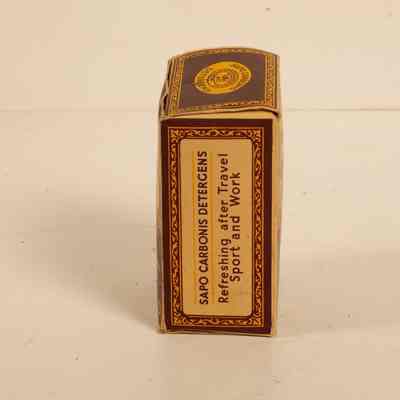 SAPO CARBONIS DETERGENS
Refreshing after Travel
Sport and Work